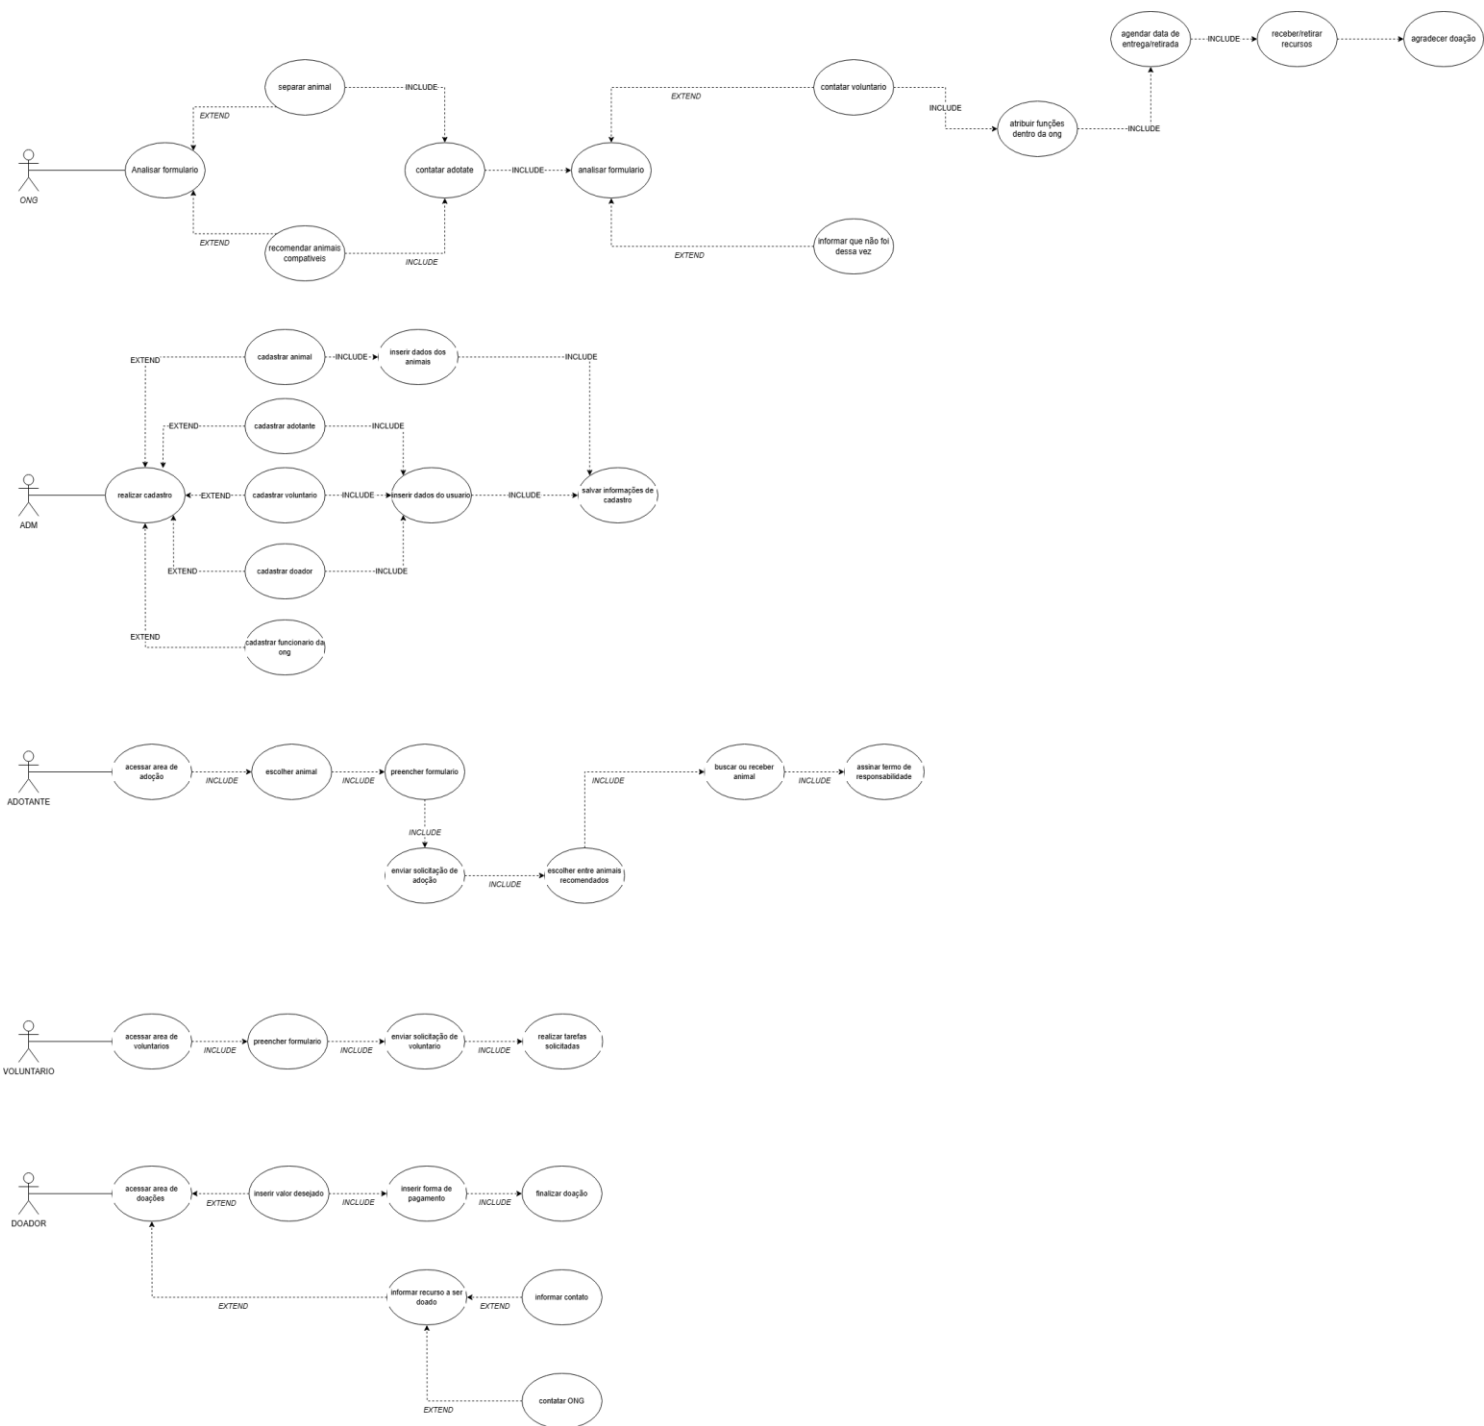 agendar data de
entrega/retirada
INCLUDE
receber/retirar
recursos
agradecer doação
separar animal
INCLUDE
EXTEND
contatar voluntario
INCLUDE
EXTEND
atribuir funções
dentro da ong
INCLUDE
Analisar formulario
contatar adotate
INCLUDE
analisar formulario
ONG
EXTEND
recomendar animais
compatíveis
INCLUDE
informar que não foi
dessa vez
EXTEND
EXTEND
cadastrar animal
INCLUDE
inserir dados dos
animais
INCLUDE
EXTEND
cadastrar adotante
INCLUDE
realizar cadastro
EXTEND
cadastrar voluntario
INCLUDE
inserir dados do usuario
INCLUDE
salvar informações de
cadastro
ADM
EXTEND
cadastrar doador
INCLUDE
EXTEND
cadastrar funcionario da
ong
acessar area de
adoção
INCLUDE
escolher animal
INCLUDE
preencher formulario
INCLUDE
buscar ou receber
animal
INCLUDE
assinar termo de
responsabilidade
ADOTANTE
INCLUDE
enviar solicitação de
adoção
INCLUDE
escolher entre animais
recomendados
acessar area de
voluntarios
INCLUDE
preencher formulario
INCLUDE
enviar solicitação de
voluntario
INCLUDE
realizar tarefas
solicitadas
VOLUNTARIO
acessar area de
doações
EXTEND
inserir valor desejado
INCLUDE
inserir forma de
pagamento
INCLUDE
finalizar doação
DOADOR
EXTEND
informar recurso a ser
doado
EXTEND
informar contato
EXTEND
contatar ONG